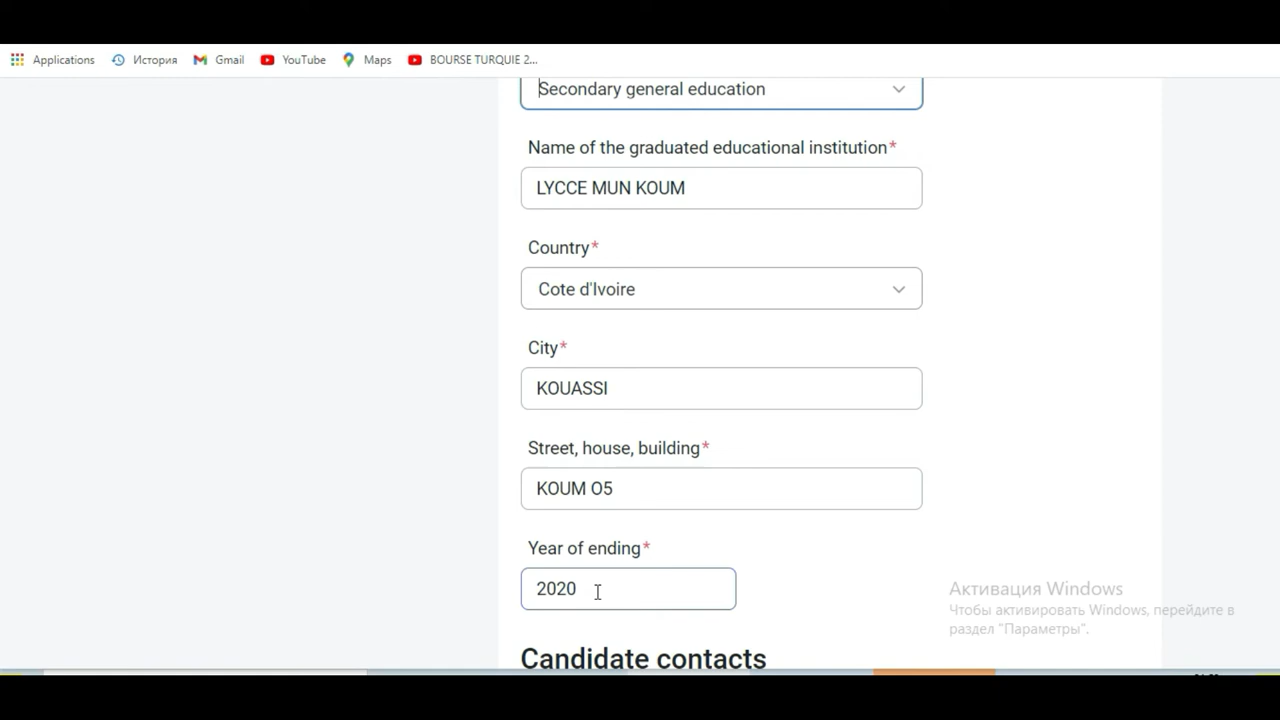 Applications
История
Gmail
YouTube
Maps
BOURSE TURQUIE 2...
Secondary general education
Name of the graduated educational institution*
LYCCE MUN KOUM
Country*
Cote d'Ivoire
City*
KOUASSI
Street, house, building*
KOUM O5
Year of ending*
2020
Активация Windows
Чтобы активировать Windows, перейдите в
раздел "Параметры".
Candidate contacts